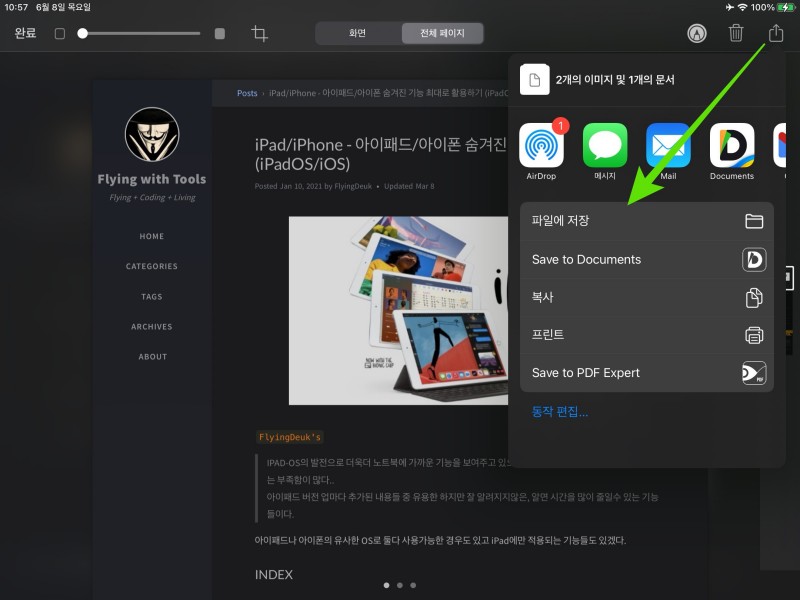 10:57 6월 8일 목요일
100%
완료
화면
전체 페이지
2개의 이미지 및 1개의 문서
Posts › iPad/iPhone - 아이패드/아이폰 숨겨진 기능 최대로 활용하기 (iPadO
iPad/iPhone - 아이패드/아이폰 숨겨진
(iPadOS/iOS)
Posted Jan 10, 2021 by FlyingDeuk • Updated Mar 8
Flying with Tools
Flying + Coding + Living
HOME
CATEGORIES
TAGS
ARCHIVES
ABOUT
1
AirDrop
메시지
Mail
Documents
파일에 저장
Save to Documents
복사
프린트
Save to PDF Expert
PDF
동작 편집...
NOW WITH THE
FlyingDeuk's
IPAD-OS의 발전으로 더욱더 노트북에 가까운 기능을 보여주고 있
는 부족함이 많다..
아이패드 버전 업마다 추가된 내용들 중 유용한 하지만 잘 알려지지않은, 알면 시간을 많이 줄일수 있는 기능
들이다.
아이패드나 아이폰의 유사한 OS로 둘다 사용가능한 경우도 있고 iPad에만 적용되는 기능들도 있겠다.
INDEX